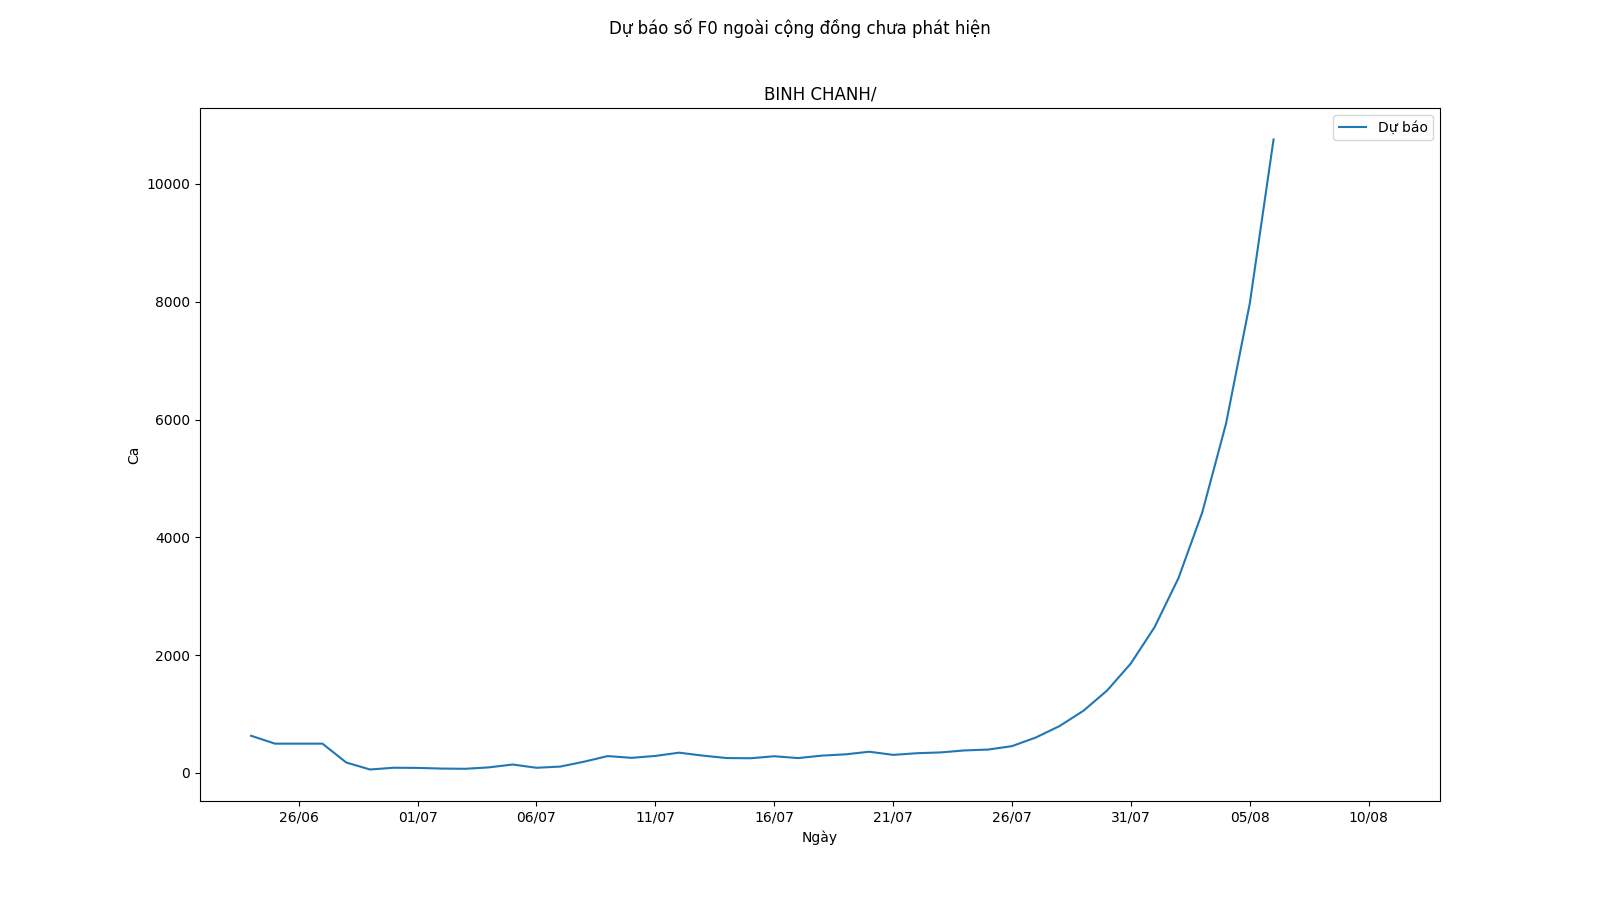 Dự báo số F0 ngoài cộng đồng chưa phát hiện
BINH CHANH/
Dự báo
10000
8000
6000
4000
2000
0
Ca
26/06 01/07 06/07 11/07 16/07 21/07 26/07 31/07 05/08 10/08
Ngày